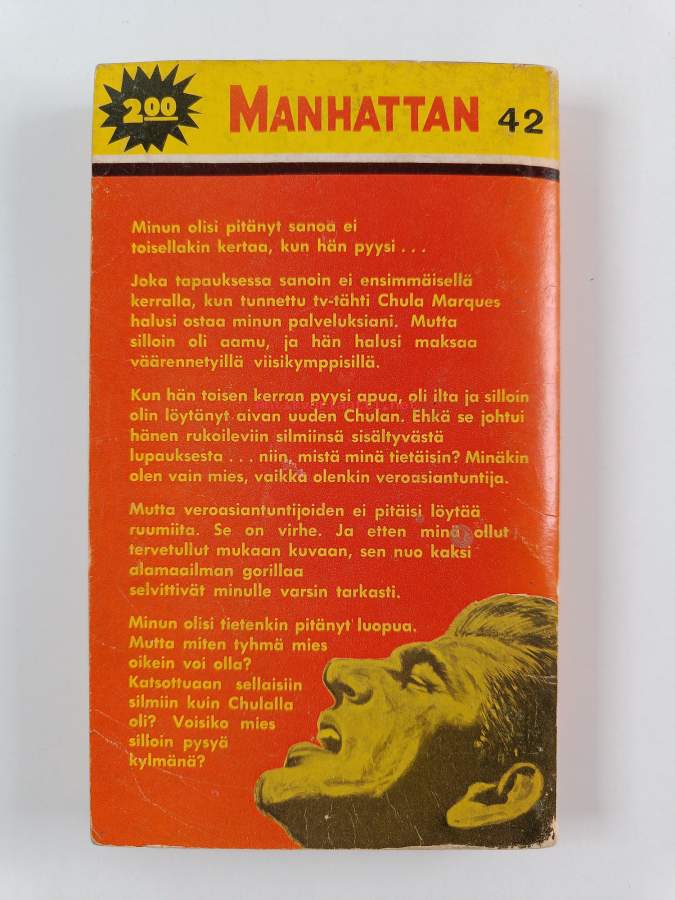 2.00
MANHATTAN 42
Minun olisi pitänyt sanoa ei
toisellakin kertaa, kun hän pyysi . . .
Joka tapauksessa sanoin ei ensimmäisellä
kerralla, kun tunnettu tv-tähti Chula Marques
halusi ostaa minun palveluksiani. Mutta
silloin oli aamu, ja hän halusi maksaa
väärennetyillä viisikymppisillä.
Kun hän toisen kerran pyysi apua, oli ilta ja silloin
olin löytänyt aivan uuden Chulan. Ehkä se johtui
hänen rukoileviin silmiinsä sisältyvästä
lupauksesta . . . niin, mistä minä tietäisin? Minäkin
olen vain mies, vaikka olenkin veroasiantuntija.
Mutta veroasiantuntijoiden ei pitäisi löytää
ruumiita. Se on virhe. Ja etten minä ollut
tervetullut mukaan kuvaan, sen nuo kaksi
alamaailman gorillaa
selvittivät minulle varsin tarkasti.
Minun olisi tietenkin pitänyt luopua.
Mutta miten tyhmä mies
oikein voi olla?
Katsottuaan sellaisiin
silmiin kuin Chulalla
oli? Voisiko mies
silloin pysyä
kylmänä?